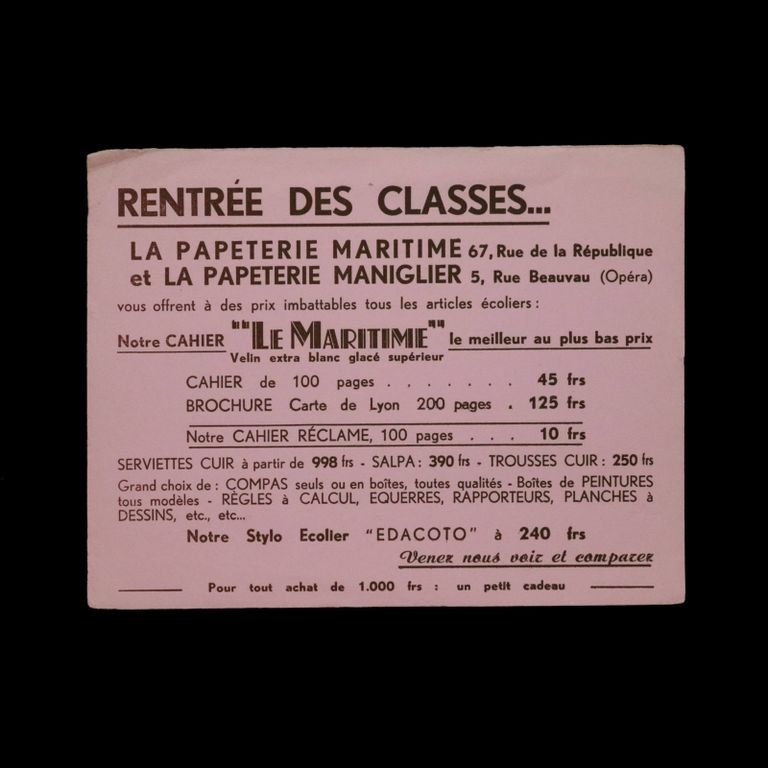 RENTRÉE DES CLASSES...
LA PAPETERIE MARITIME 67, Rue de la République
et LA PAPETERIE MANIGLIER 5, Rue Beauvau (Opéra)
vous offrent à des prix imbattables tous les articles écoliers :
Notre CAHIER "LE MARITIME" le meilleur au plus bas prix
Velin extra blanc glacé supérieur
CAHIER de 100 pages . . . . . . . 45 frs
BROCHURE Carte de Lyon 200 pages . 125 frs
Notre CAHIER RÉCLAME, 100 pages . . . 10 frs
SERVIETTES CUIR à partir de 998 frs - SALPA : 390 frs - TROUSSES CUIR : 250 frs
Grand choix de : COMPAS seuls ou en boîtes, toutes qualités - Boîtes de PEINTURES
tous modèles - RÈGLES à CALCUL, EQUERRES, RAPPORTEURS, PLANCHES à
DESSINS, etc., etc...
Notre Stylo Ecolier "EDACOTO" à 240 frs
Venez nous voir et comparer
Pour tout achat de 1.000 frs : un petit cadeau